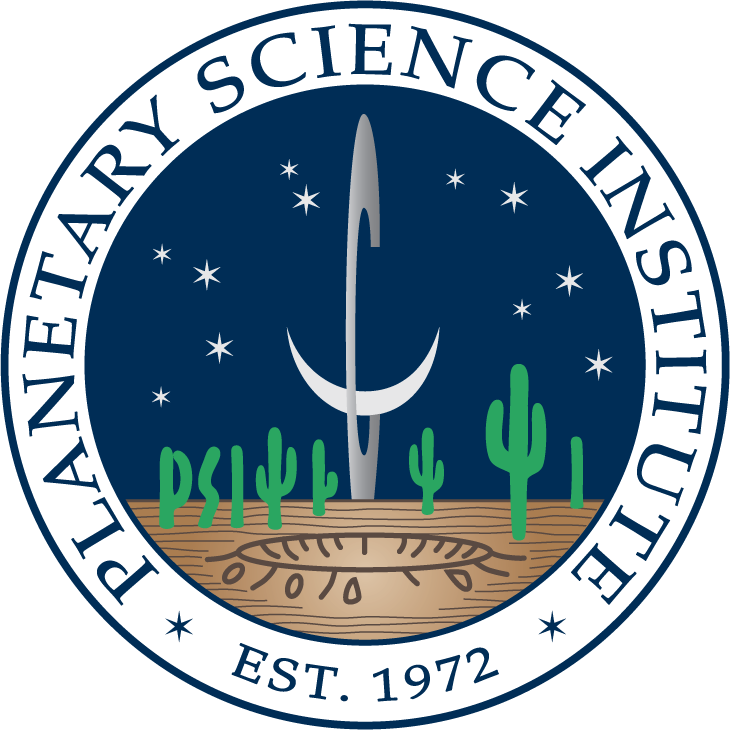 PLANETARY SCIENCE INSTITUTE
PSI
EST. 1972